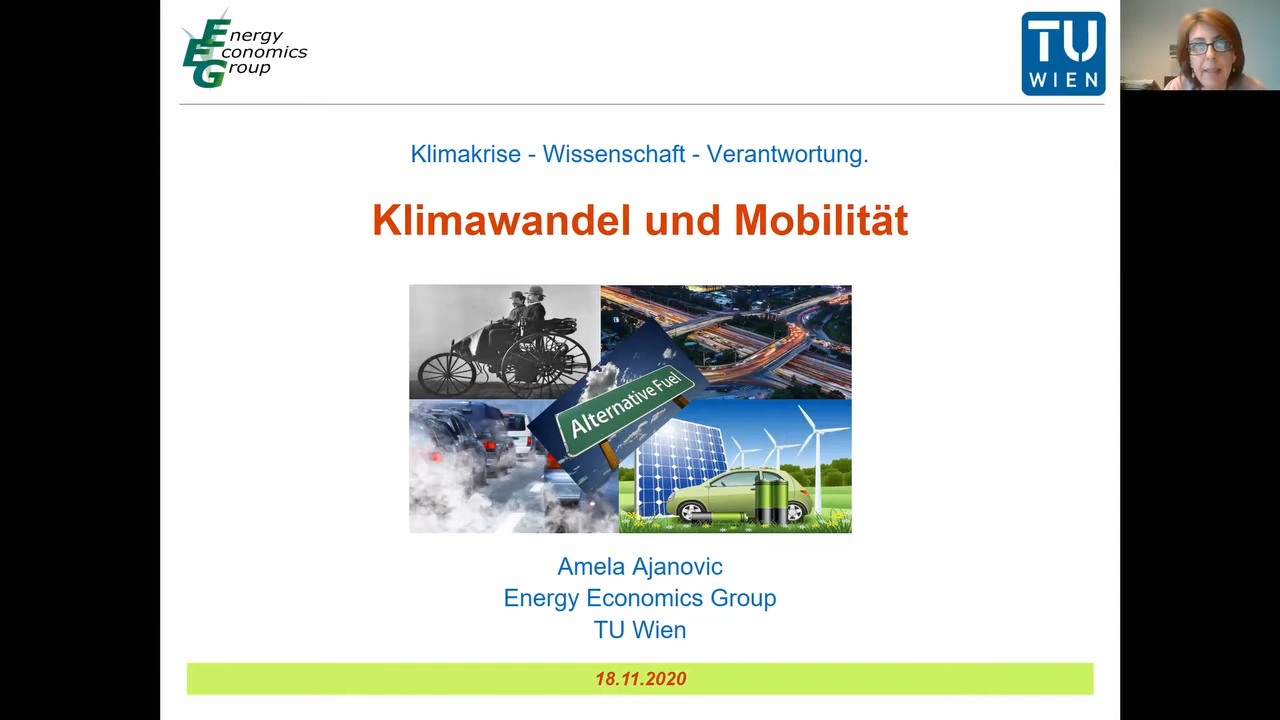 Energy
Economics
Group
TU
WIEN
Klimakrise - Wissenschaft - Verantwortung.
Klimawandel und Mobilität
Alternative Fuel
Amela Ajanovic
Energy Economics Group
TU Wien
18.11.2020